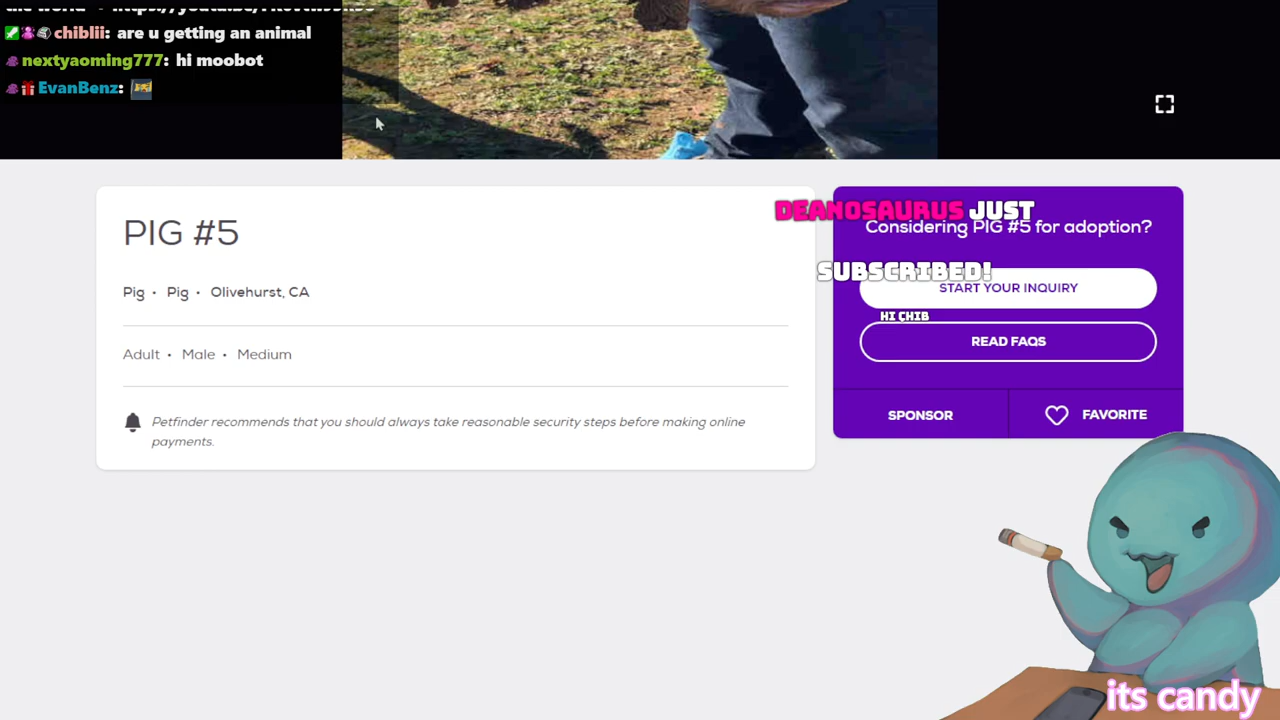 chiblii: are u getting an animal
nextyaoming777: hi moobot
EvanBenz:
PIG #5
Pig • Pig • Olivehurst, CA
Adult • Male • Medium
Petfinder recommends that you should always take reasonable security steps before making online
payments.
DEANOSAURUS JUST
SUBSCRIBED!
HI CHIB
Considering PIG #5 for adoption?
START YOUR INQUIRY
READ FAQS
SPONSOR
FAVORITE
its candy